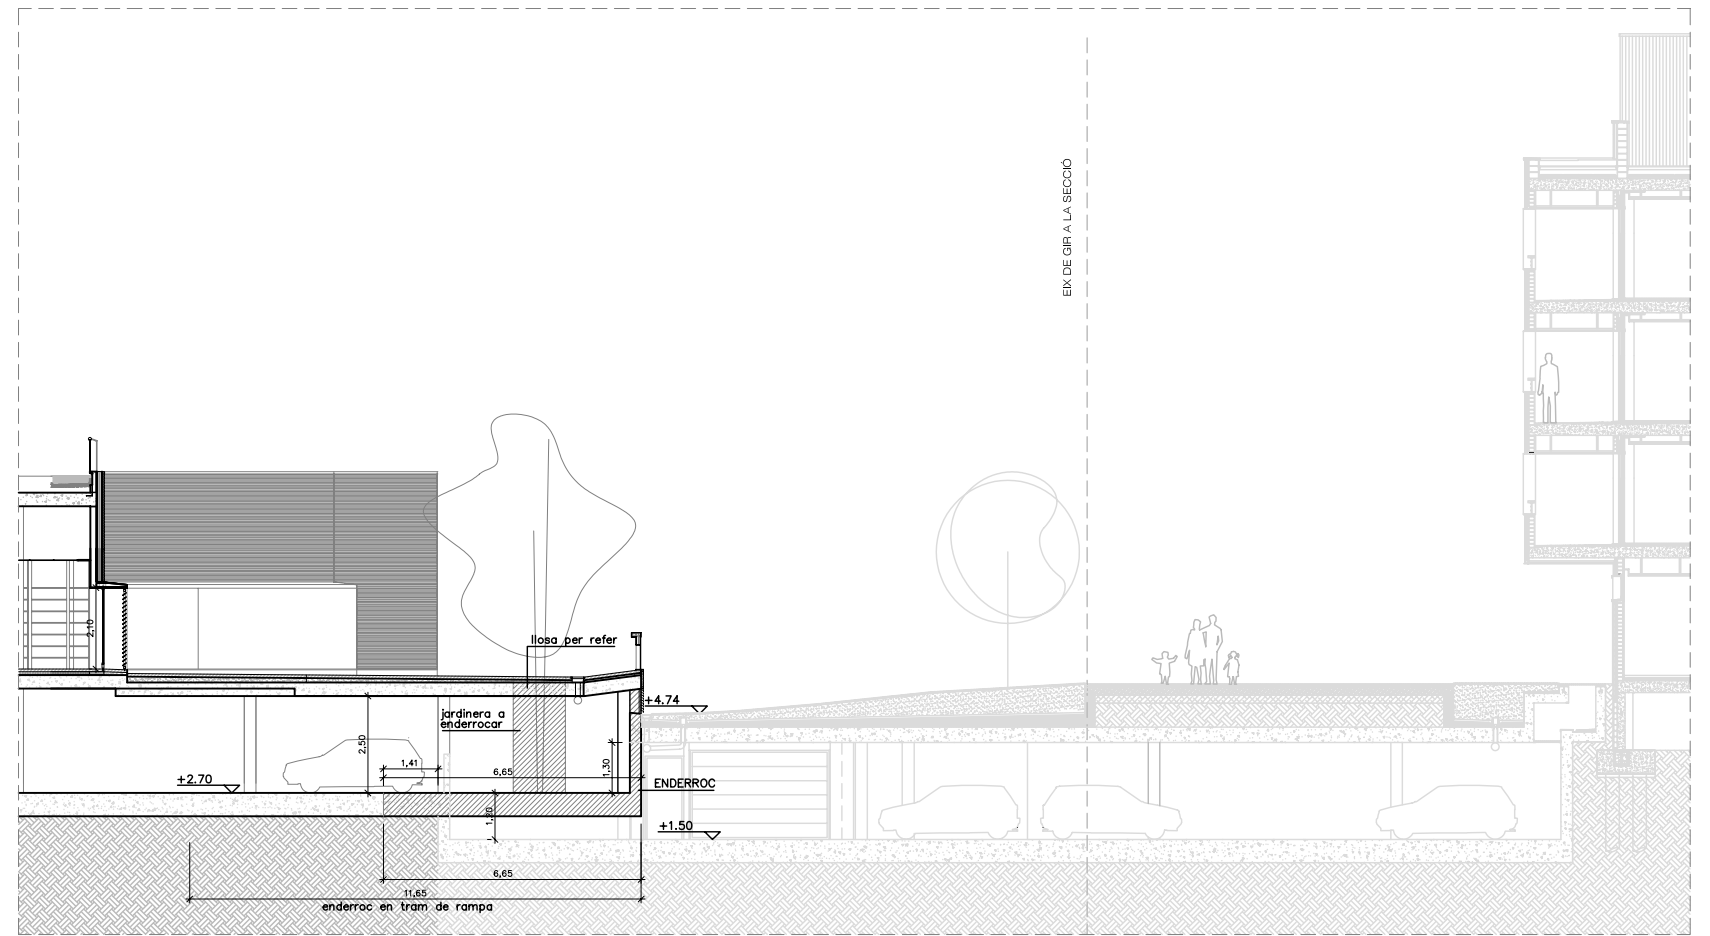 EIX DE GIR A LA SECCIÓ
2,10
llosa per refer
+4.74
jardinera a
enderrocar
2,50
1,41
6,65
1,30
+2.70
ENDERROC
1,20
+1.50
6,65
11,65
enderroc en tram de rampa